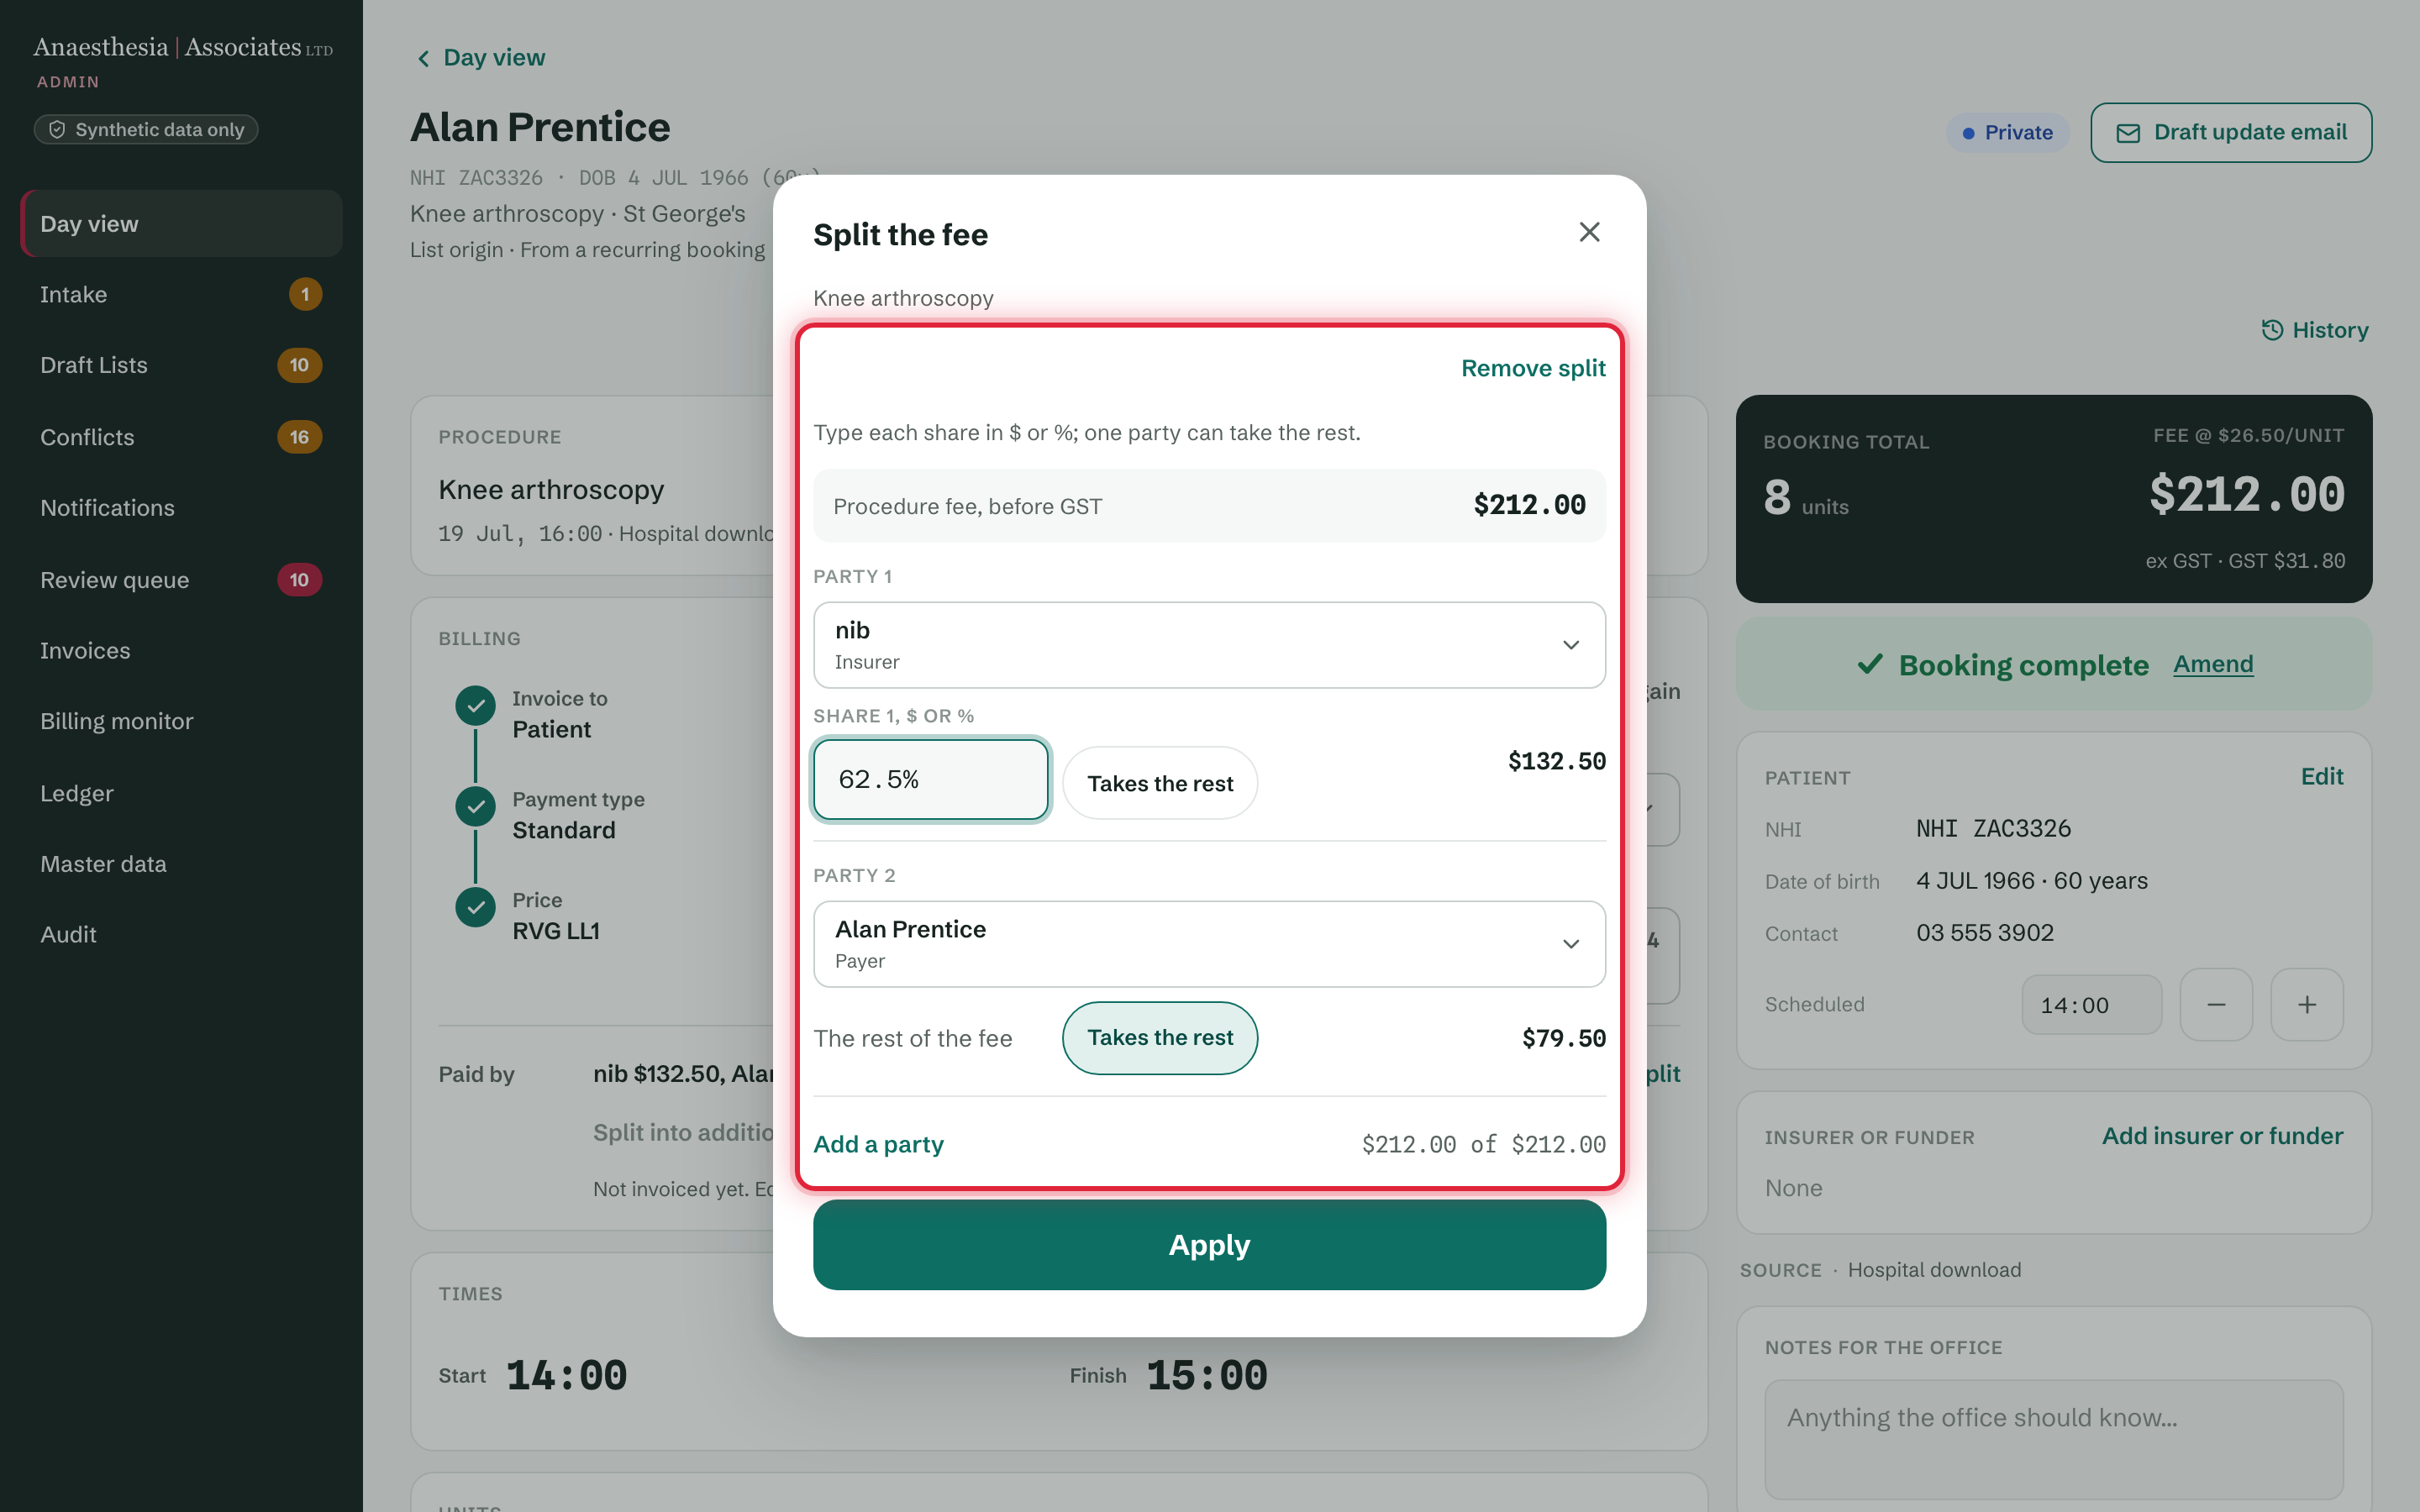 Anaesthesia | Associates LTD
ADMIN
Synthetic data only
Day view
Intake 1
Draft Lists 10
Conflicts 16
Notifications
Review queue 10
Invoices
Billing monitor
Ledger
Master data
Audit
Day view
Alan Prentice
NHI ZAC3326 · DOB 4 JUL 1966 (60y)
Knee arthroscopy · St George's
List origin · From a recurring booking
Private
Draft update email
History
PROCEDURE
Knee arthroscopy
19 Jul, 16:00 · Hospital downlo
BILLING
Invoice to
Patient
Payment type
Standard
Price
RVG LL1
Paid by nib $132.50, Alan
Split into additio
Not invoiced yet. Ed
TIMES
Start 14:00
Finish 15:00
UNITS
Split the fee
Knee arthroscopy
Remove split
Type each share in $ or %; one party can take the rest.
Procedure fee, before GST $212.00
PARTY 1
nib
Insurer
SHARE 1, $ OR %
62.5% Takes the rest $132.50
PARTY 2
Alan Prentice
Payer
The rest of the fee Takes the rest $79.50
Add a party $212.00 of $212.00
Apply
gain
4
plit
BOOKING TOTAL
8 units
FEE @ $26.50/UNIT
$212.00
ex GST · GST $31.80
Booking complete Amend
PATIENT Edit
NHI NHI ZAC3326
Date of birth 4 JUL 1966 · 60 years
Contact 03 555 3902
Scheduled 14:00 − +
INSURER OR FUNDER Add insurer or funder
None
SOURCE · Hospital download
NOTES FOR THE OFFICE
Anything the office should know...